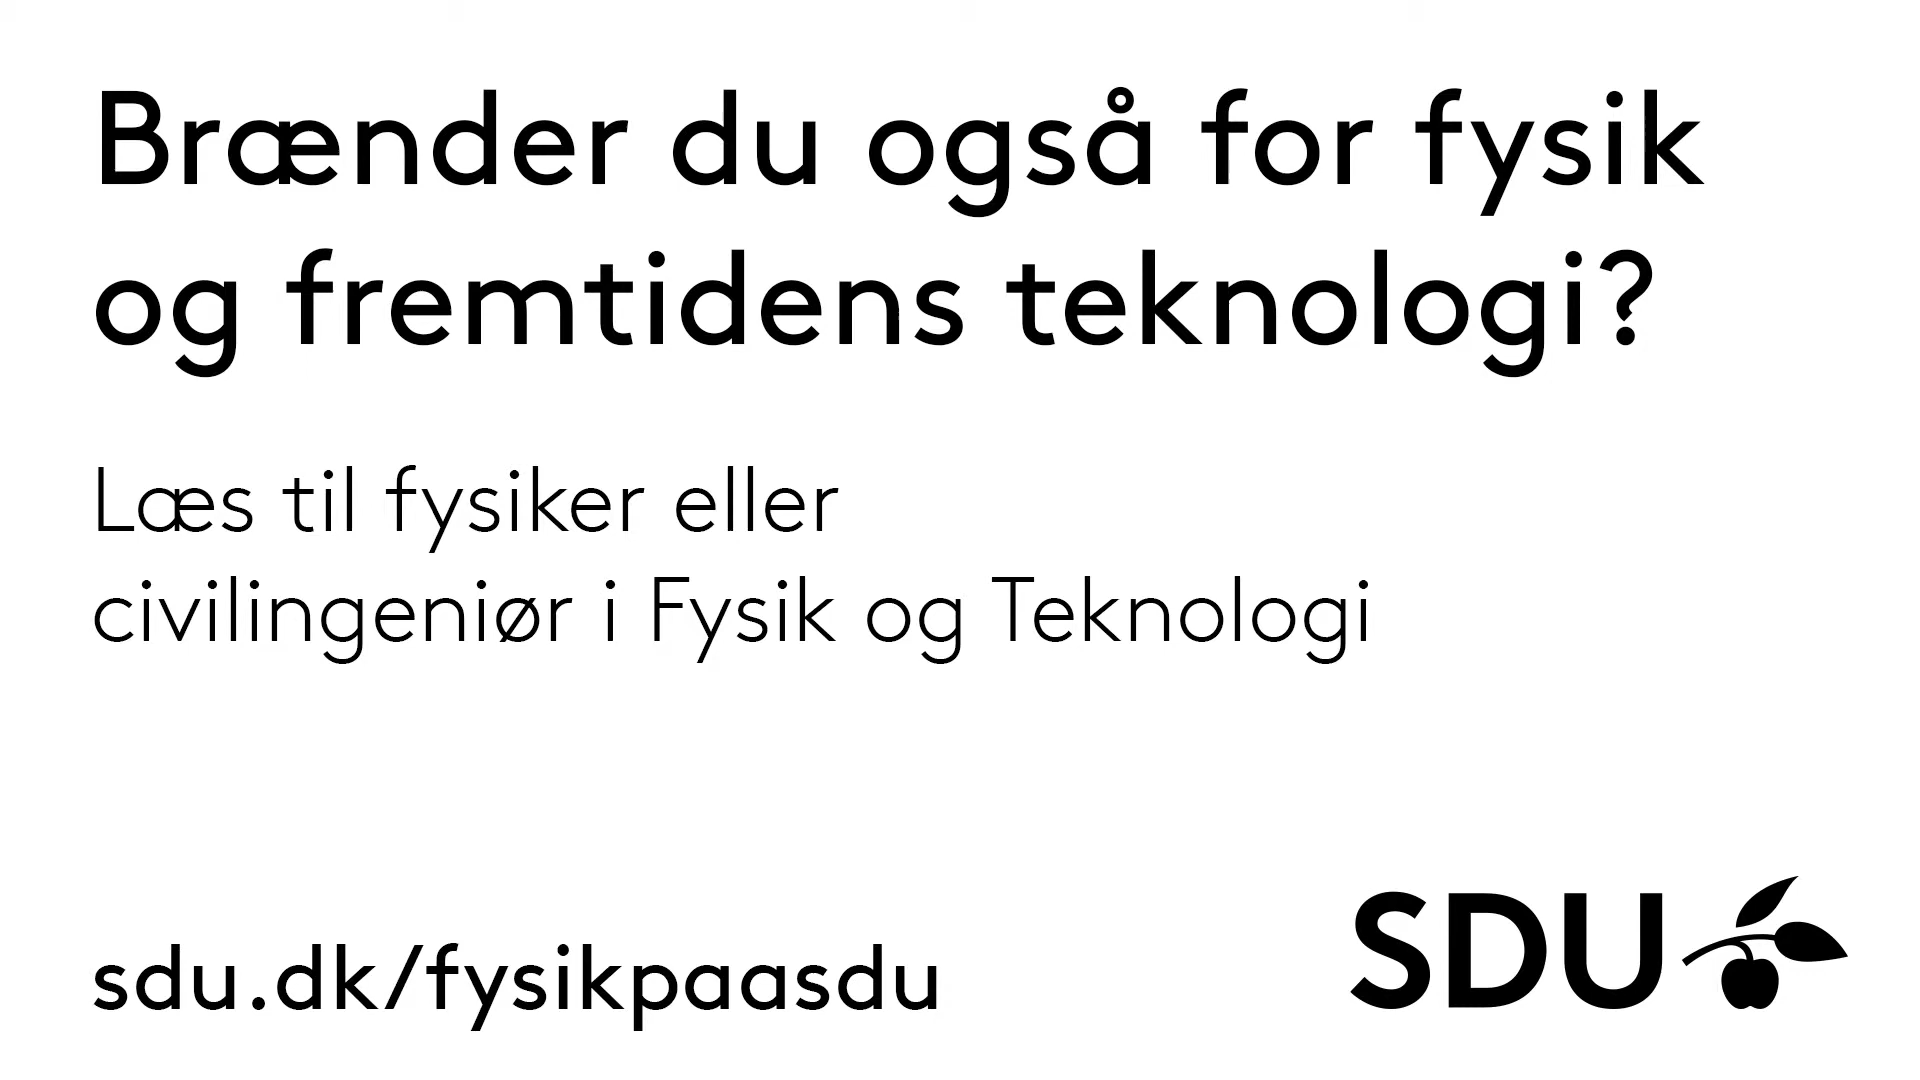 Brænder du også for fysik
og fremtidens teknologi?
Læs til fysiker eller
civilingeniør i Fysik og Teknologi
sdu.dk/fysikpaasdu
SDU